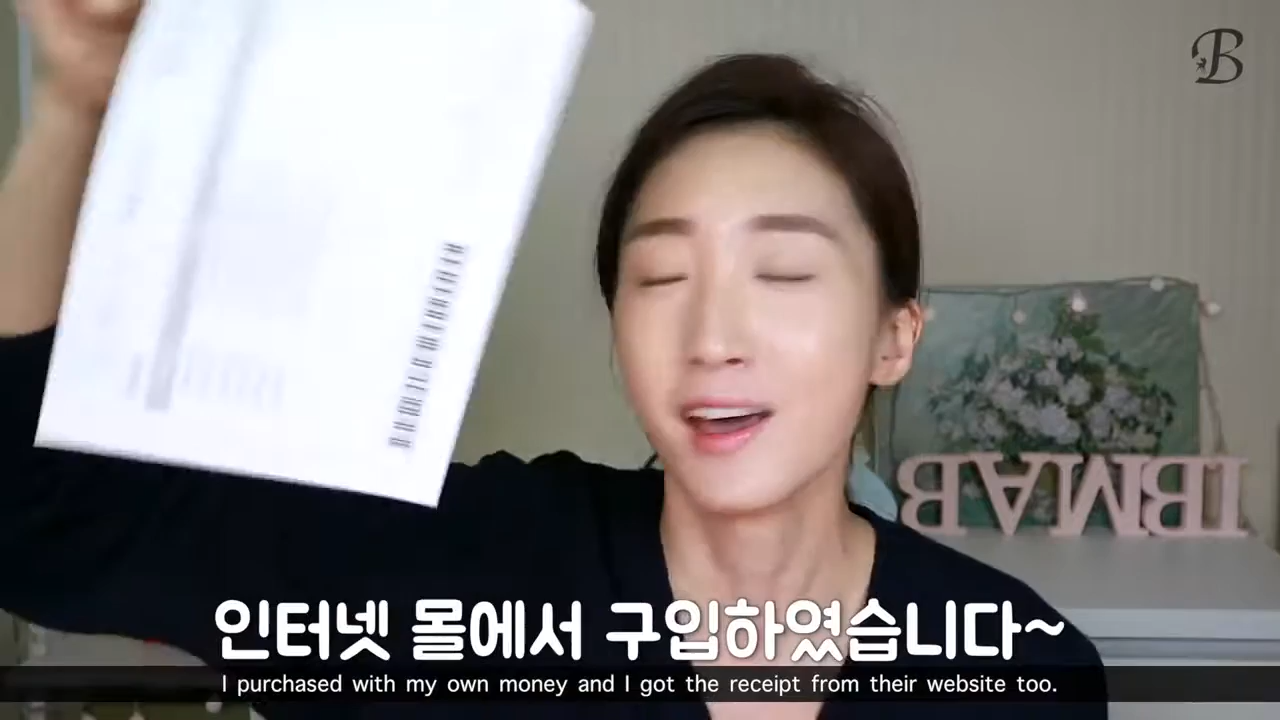 B
IBMAB
인터넷 몰에서 구입하였습니다~
I purchased with my own money and I got the receipt from their website too.